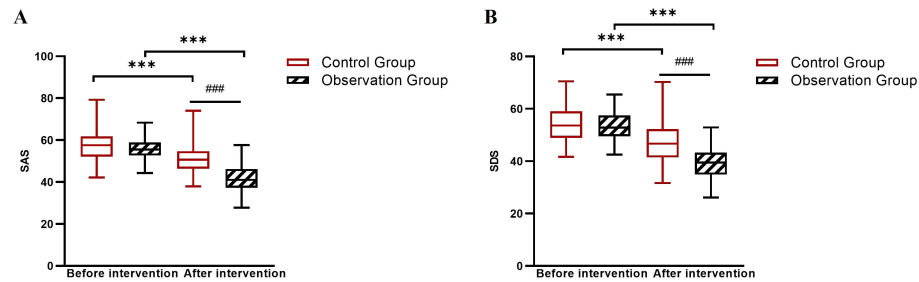 A
***
***
###
100
80
60
40
20
0
SAS
Before intervention After intervention
Control Group
Observation Group
B
***
***
###
80
60
40
20
0
SDS
Before intervention After intervention
Control Group
Observation Group